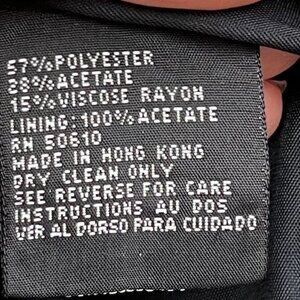 57% POLYESTER
28% ACETATE
15% VISCOSE RAYON
LINING: 100% ACETATE
RN 50610
MADE IN HONG KONG
DRY CLEAN ONLY
SEE REVERSE FOR CARE
INSTRUCTIONS AU DOS
VER AL DORSO PARA CUIDADO